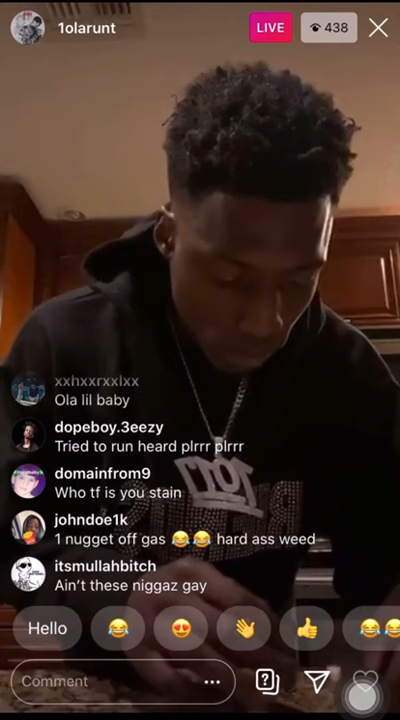 1olarunt
LIVE
438
xxhxxrxxlxx
Ola lil baby
dopeboy.3eezy
Tried to run heard plrrr plrrr
domainfrom9
Who tf is you stain
johndoe1k
1 nugget off gas 😂😂 hard ass weed
itsmullahbitch
Ain't these niggaz gay
Hello 😂 😍 👋 👍 😂😂
Comment